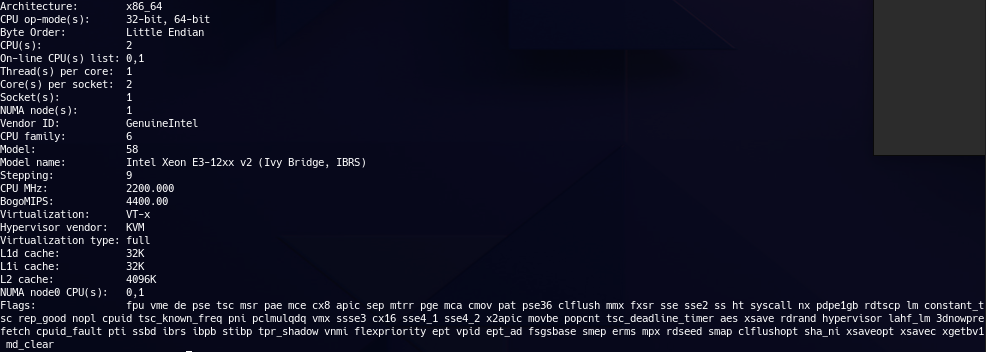 Architecture: x86_64
CPU op-mode(s): 32-bit, 64-bit
Byte Order: Little Endian
CPU(s): 2
On-line CPU(s) list: 0,1
Thread(s) per core: 1
Core(s) per socket: 2
Socket(s): 1
NUMA node(s): 1
Vendor ID: GenuineIntel
CPU family: 6
Model: 58
Model name: Intel Xeon E3-12xx v2 (Ivy Bridge, IBRS)
Stepping: 9
CPU MHz: 2200.000
BogoMIPS: 4400.00
Virtualization: VT-x
Hypervisor vendor: KVM
Virtualization type: full
L1d cache: 32K
L1i cache: 32K
L2 cache: 4096K
NUMA node0 CPU(s): 0,1
Flags: fpu vme de pse tsc msr pae mce cx8 apic sep mtrr pge mca cmov pat pse36 clflush mmx fxsr sse sse2 ss ht syscall nx pdpe1gb rdtscp lm constant_t
sc rep_good nopl cpuid tsc_known_freq pni pclmulqdq vmx ssse3 cx16 sse4_1 sse4_2 x2apic movbe popcnt tsc_deadline_timer aes xsave rdrand hypervisor lahf_lm 3dnowpre
fetch cpuid_fault pti ssbd ibrs ibpb stibp tpr_shadow vnmi flexpriority ept vpid ept_ad fsgsbase smep erms mpx rdseed smap clflushopt sha_ni xsaveopt xsavec xgetbv1
md_clear